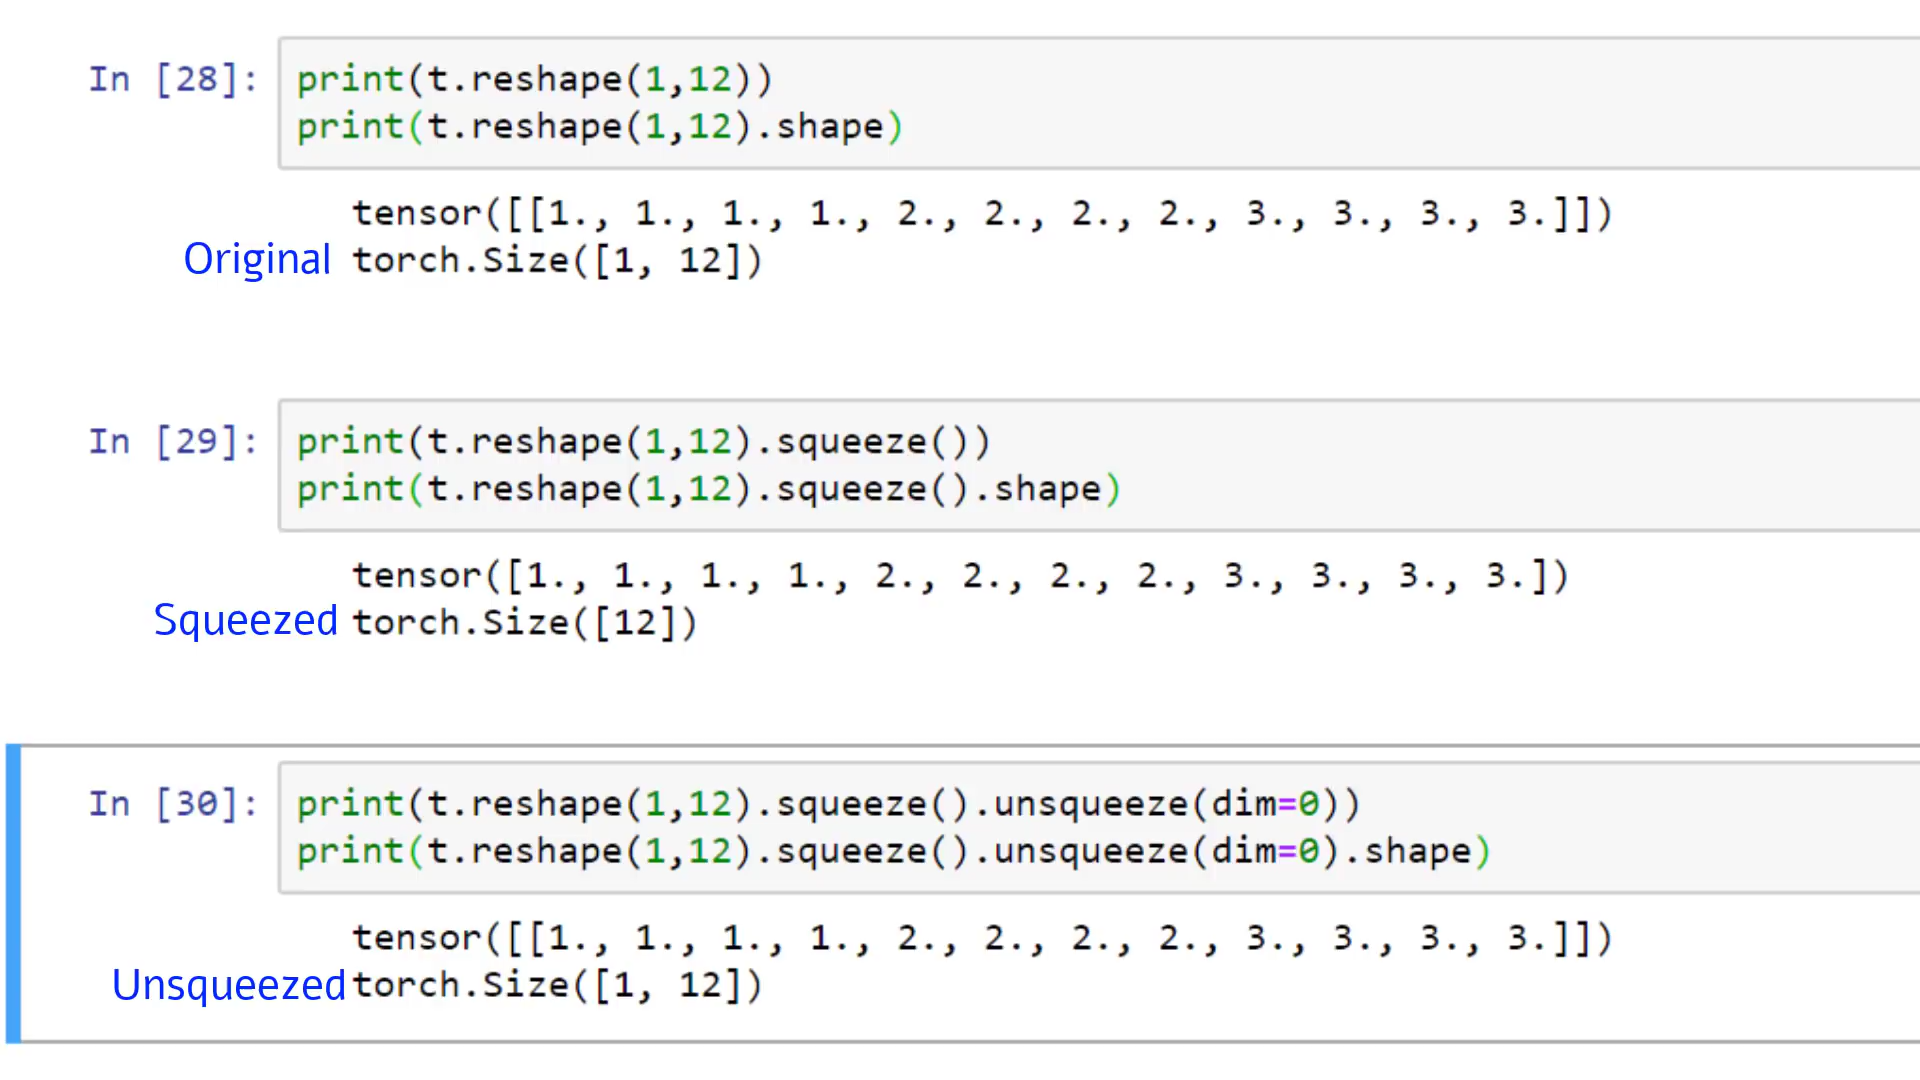 In [28]: print(t.reshape(1,12))
print(t.reshape(1,12).shape)
tensor([[1., 1., 1., 1., 2., 2., 2., 2., 3., 3., 3., 3.]])
Original torch.Size([1, 12])
In [29]: print(t.reshape(1,12).squeeze())
print(t.reshape(1,12).squeeze().shape)
tensor([1., 1., 1., 1., 2., 2., 2., 2., 3., 3., 3., 3.])
Squeezed torch.Size([12])
In [30]: print(t.reshape(1,12).squeeze().unsqueeze(dim=0))
print(t.reshape(1,12).squeeze().unsqueeze(dim=0).shape)
tensor([[1., 1., 1., 1., 2., 2., 2., 2., 3., 3., 3., 3.]])
Unsqueezed torch.Size([1, 12])